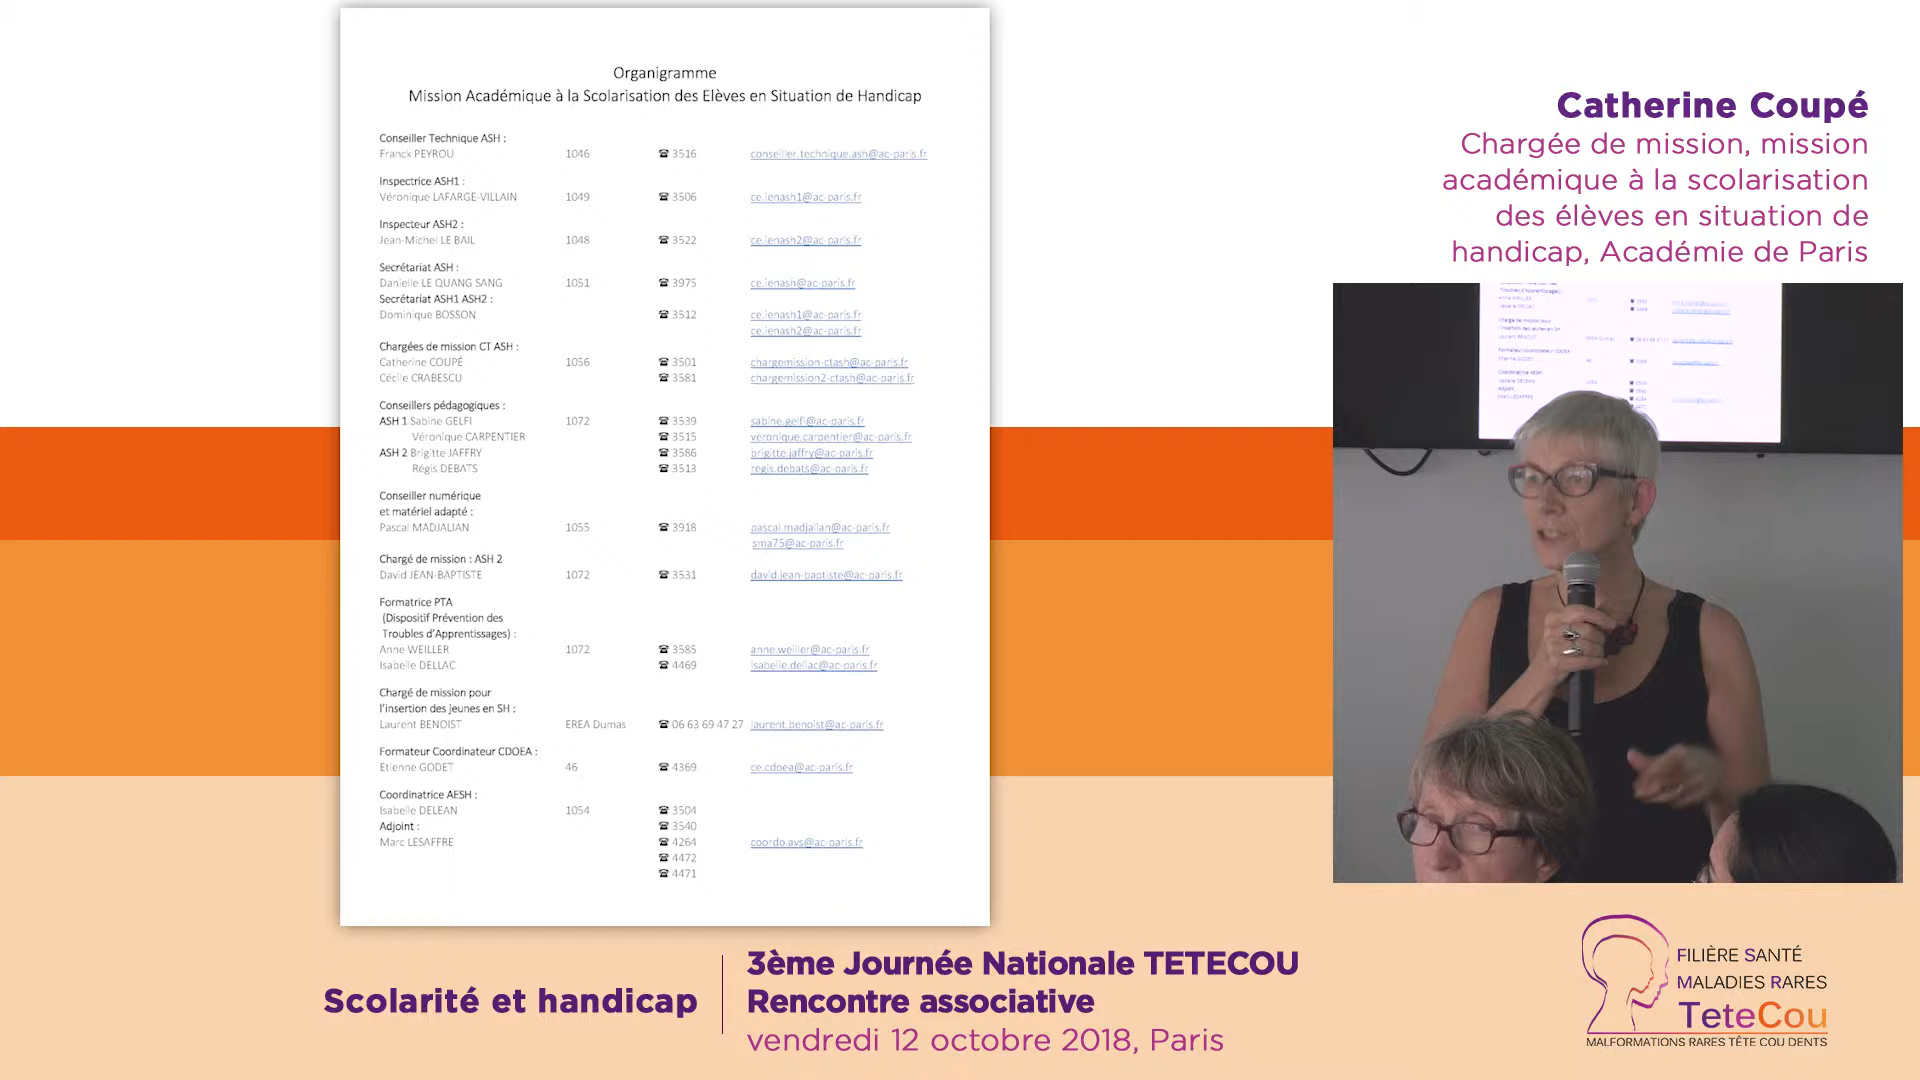 Organigramme
Mission Académique à la Scolarisation des Elèves en Situation de Handicap
Conseiller Technique ASH :
Franck PEYROU 1046 ☎ 3516 conseiller.technique.ash@ac-paris.fr
Inspectrice ASH1 :
Véronique LAFARGE-VILLAIN 1049 ☎ 3506 ce.ienash1@ac-paris.fr
Inspecteur ASH2 :
Jean-Michel LE BAIL 1048 ☎ 3522 ce.ienash2@ac-paris.fr
Secrétariat ASH :
Danielle LE QUANG SANG 1051 ☎ 3975 ce.ienash@ac-paris.fr
Secrétariat ASH1 ASH2 :
Dominique BOSSON ☎ 3512 ce.ienash1@ac-paris.fr
ce.ienash2@ac-paris.fr
Chargées de mission CT ASH :
Catherine COUPÉ 1056 ☎ 3501 chargemission-ctash@ac-paris.fr
Cécile CRABESCU ☎ 3581 chargemission2-ctash@ac-paris.fr
Conseillers pédagogiques :
ASH 1 Sabine GELFI 1072 ☎ 3539 sabine.gelfi@ac-paris.fr
Véronique CARPENTIER ☎ 3515 veronique.carpentier@ac-paris.fr
ASH 2 Brigitte JAFFRY ☎ 3586 brigitte.jaffry@ac-paris.fr
Régis DEBATS ☎ 3513 regis.debats@ac-paris.fr
Conseiller numérique
et matériel adapté :
Pascal MADJALIAN 1055 ☎ 3918 pascal.madjalian@ac-paris.fr
sma75@ac-paris.fr
Chargé de mission : ASH 2
David JEAN-BAPTISTE 1072 ☎ 3531 david.jean-baptiste@ac-paris.fr
Formatrice PTA
(Dispositif Prévention des
Troubles d'Apprentissages) :
Anne WEILLER 1072 ☎ 3585 anne.weiller@ac-paris.fr
Isabelle DELLAC ☎ 4469 isabelle.dellac@ac-paris.fr
Chargé de mission pour
l'insertion des jeunes en SH :
Laurent BENOIST EREA Dumas ☎ 06 63 69 47 27 laurent.benoist@ac-paris.fr
Formateur Coordinateur CDOEA :
Etienne GODET 46 ☎ 4369 ce.cdoea@ac-paris.fr
Coordinatrice AESH :
Isabelle DELEAN 1054 ☎ 3504
Adjoint : ☎ 3540
Marc LESAFFRE ☎ 4264 coordo.avs@ac-paris.fr
☎ 4472
☎ 4471
Catherine Coupé
Chargée de mission, mission
académique à la scolarisation
des élèves en situation de
handicap, Académie de Paris
Scolarité et handicap
3ème Journée Nationale TETECOU
Rencontre associative
vendredi 12 octobre 2018, Paris
FILIÈRE SANTÉ
MALADIES RARES
TeteCou
MALFORMATIONS RARES TÊTE COU DENTS